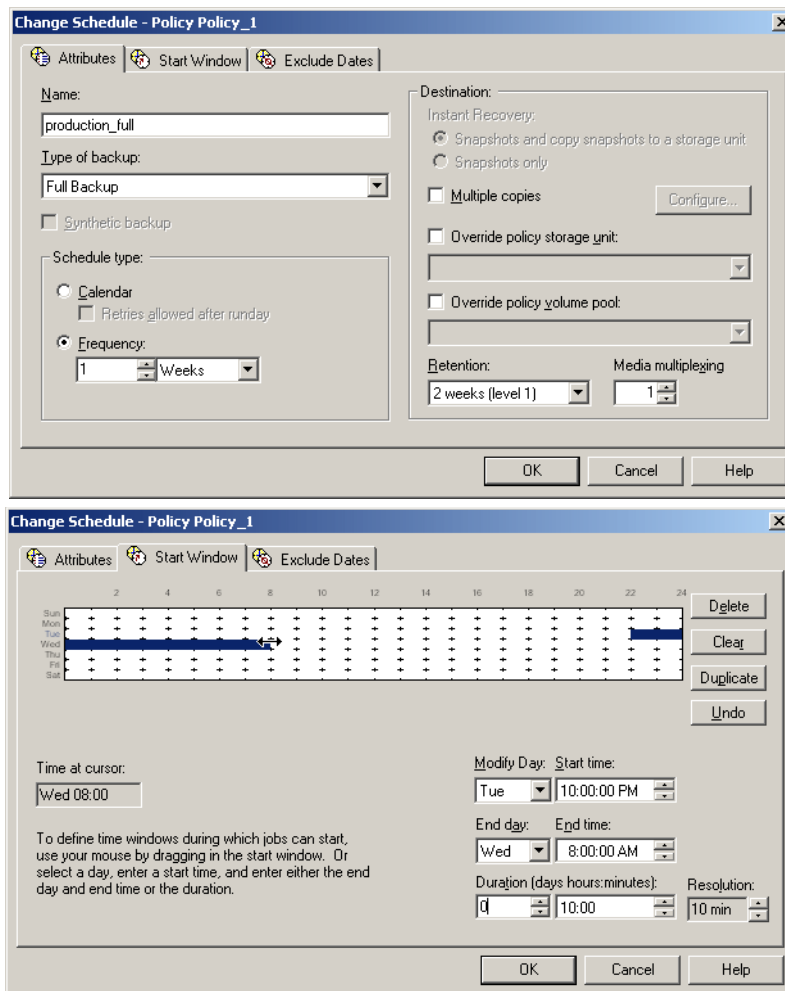 Change Schedule - Policy Policy_1
Attributes
Start Window
Exclude Dates
Name:
production_full
Type of backup:
Full Backup
Synthetic backup
Schedule type:
Calendar
Retries allowed after runday
Frequency:
1
Weeks
Destination:
Instant Recovery:
Snapshots and copy snapshots to a storage unit
Snapshots only
Multiple copies
Configure...
Override policy storage unit:
Override policy volume pool:
Retention:
Media multiplexing
2 weeks (level 1)
1
OK
Cancel
Help
Change Schedule - Policy Policy_1
Attributes
Start Window
Exclude Dates
2 4 6 8 10 12 14 16 18 20 22 24
Sun
Mon
Tue
Wed
Thu
Fri
Sat
Delete
Clear
Duplicate
Undo
Time at cursor:
Wed 08:00
To define time windows during which jobs can start,
use your mouse by dragging in the start window. Or
select a day, enter a start time, and enter either the end
day and end time or the duration.
Modify Day: Start time:
Tue 10:00:00 PM
End day: End time:
Wed 8:00:00 AM
Duration (days hours:minutes): Resolution:
0 10:00 10 min
OK
Cancel
Help